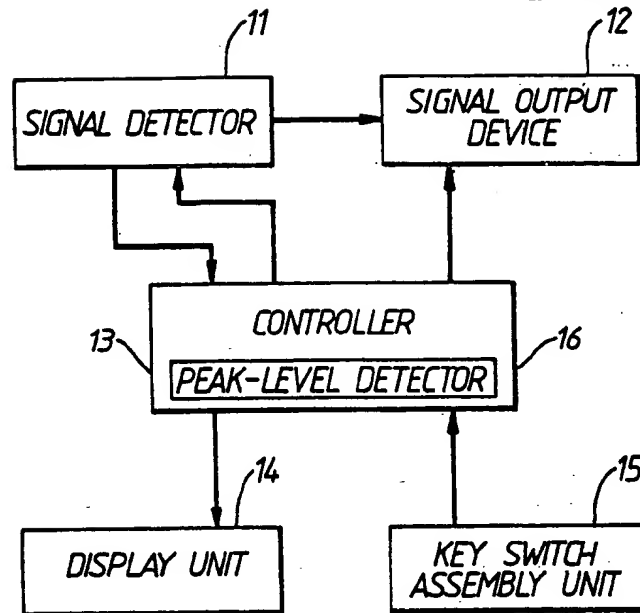 11
12
SIGNAL DETECTOR
SIGNAL OUTPUT
DEVICE
CONTROLLER
13
16
PEAK-LEVEL DETECTOR
14
15
DISPLAY UNIT
KEY SWITCH
ASSEMBLY UNIT